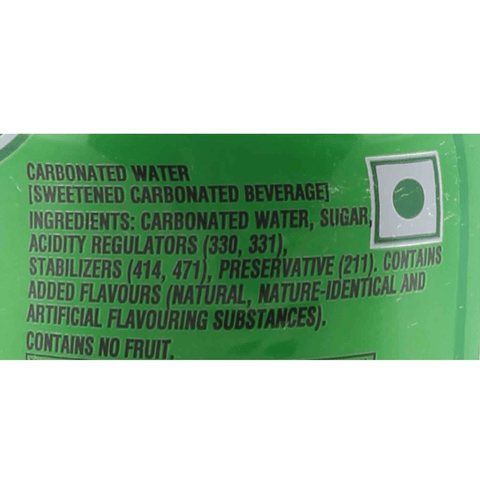 CARBONATED WATER
[SWEETENED CARBONATED BEVERAGE]
INGREDIENTS: CARBONATED WATER, SUGAR,
ACIDITY REGULATORS (330, 331),
STABILIZERS (414, 471), PRESERVATIVE (211). CONTAINS
ADDED FLAVOURS (NATURAL, NATURE-IDENTICAL AND
ARTIFICIAL FLAVOURING SUBSTANCES).
CONTAINS NO FRUIT.